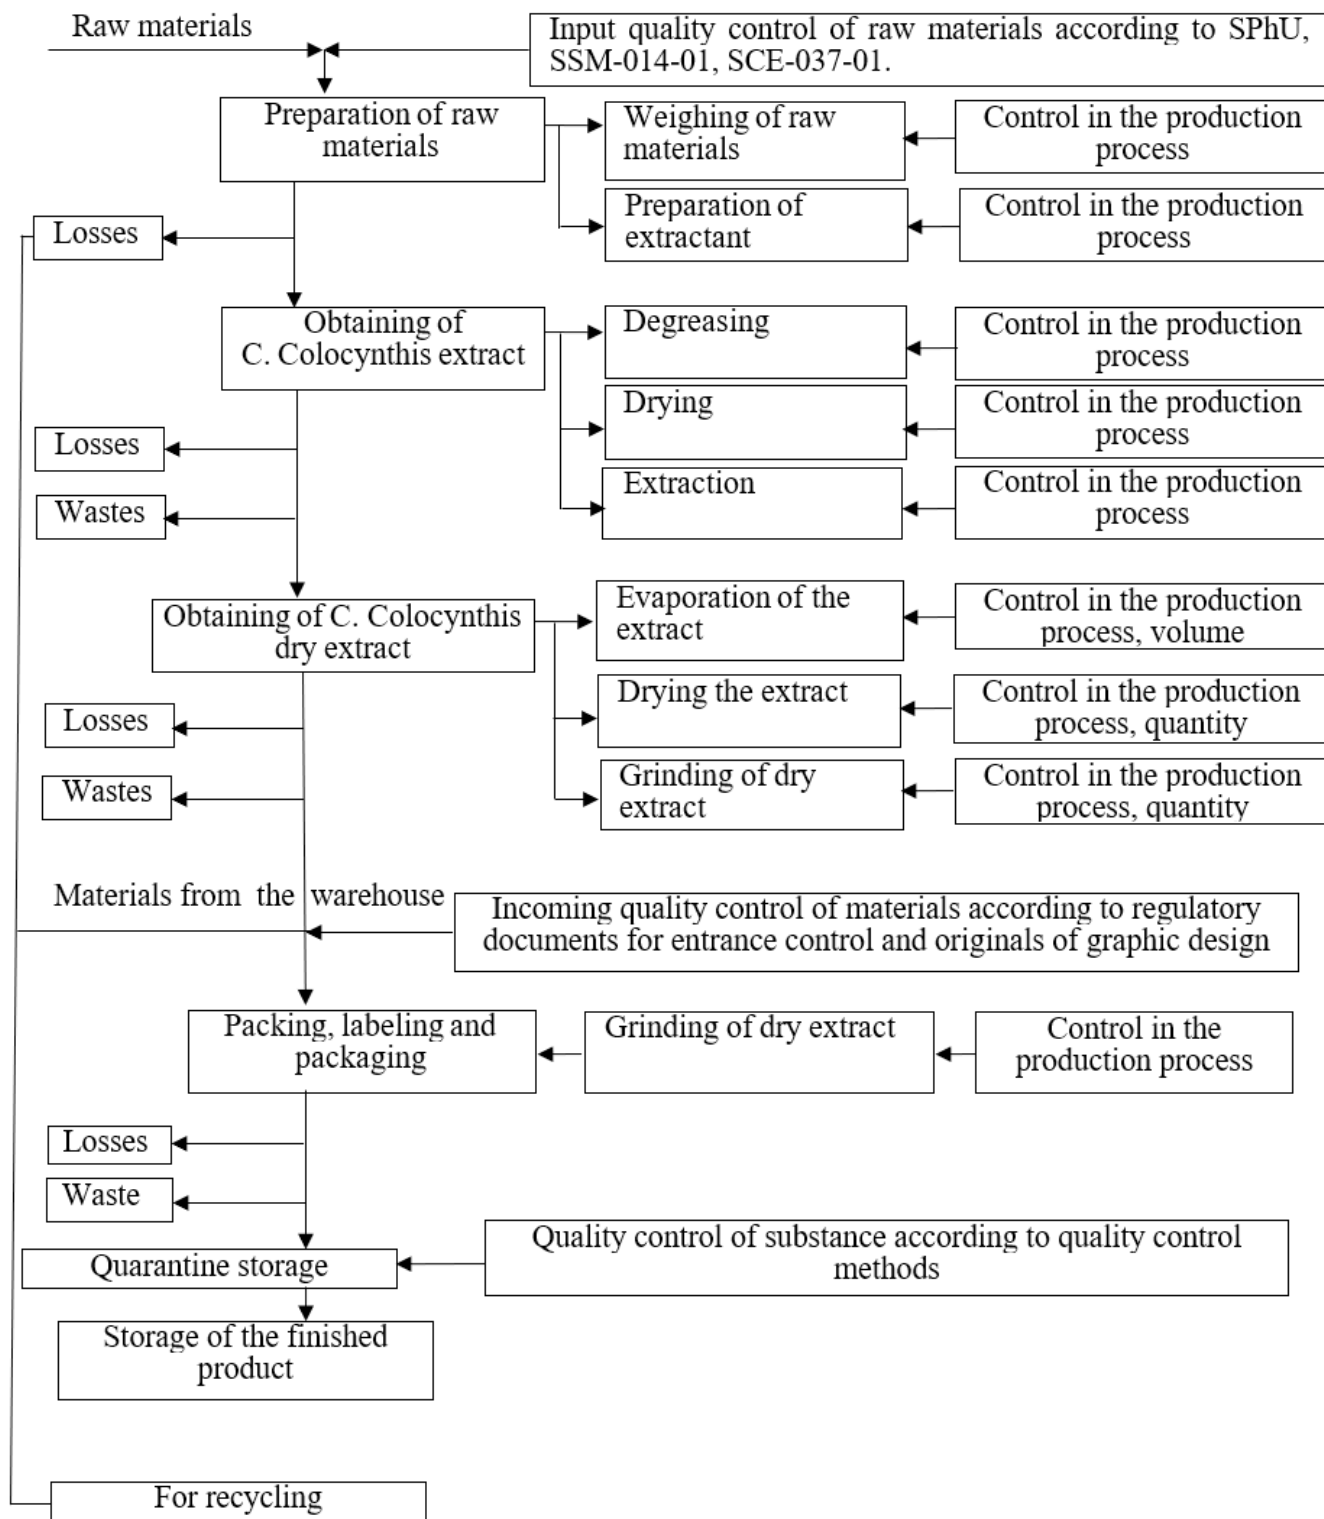 Raw materials
Input quality control of raw materials according to SPhU,
SSM-014-01, SCE-037-01.
Preparation of raw
materials
Weighing of raw
materials
Control in the production
process
Losses
Preparation of
extractant
Control in the production
process
Obtaining of
C. Colocynthis extract
Degreasing
Control in the production
process
Drying
Control in the production
process
Losses
Extraction
Control in the production
process
Wastes
Obtaining of C. Colocynthis
dry extract
Evaporation of the
extract
Control in the production
process, volume
Losses
Drying the extract
Control in the production
process, quantity
Wastes
Grinding of dry
extract
Control in the production
process, quantity
Materials from the warehouse
Incoming quality control of materials according to regulatory
documents for entrance control and originals of graphic design
Packing, labeling and
packaging
Grinding of dry extract
Control in the
production process
Losses
Waste
Quarantine storage
Quality control of substance according to quality control
methods
Storage of the finished
product
For recycling